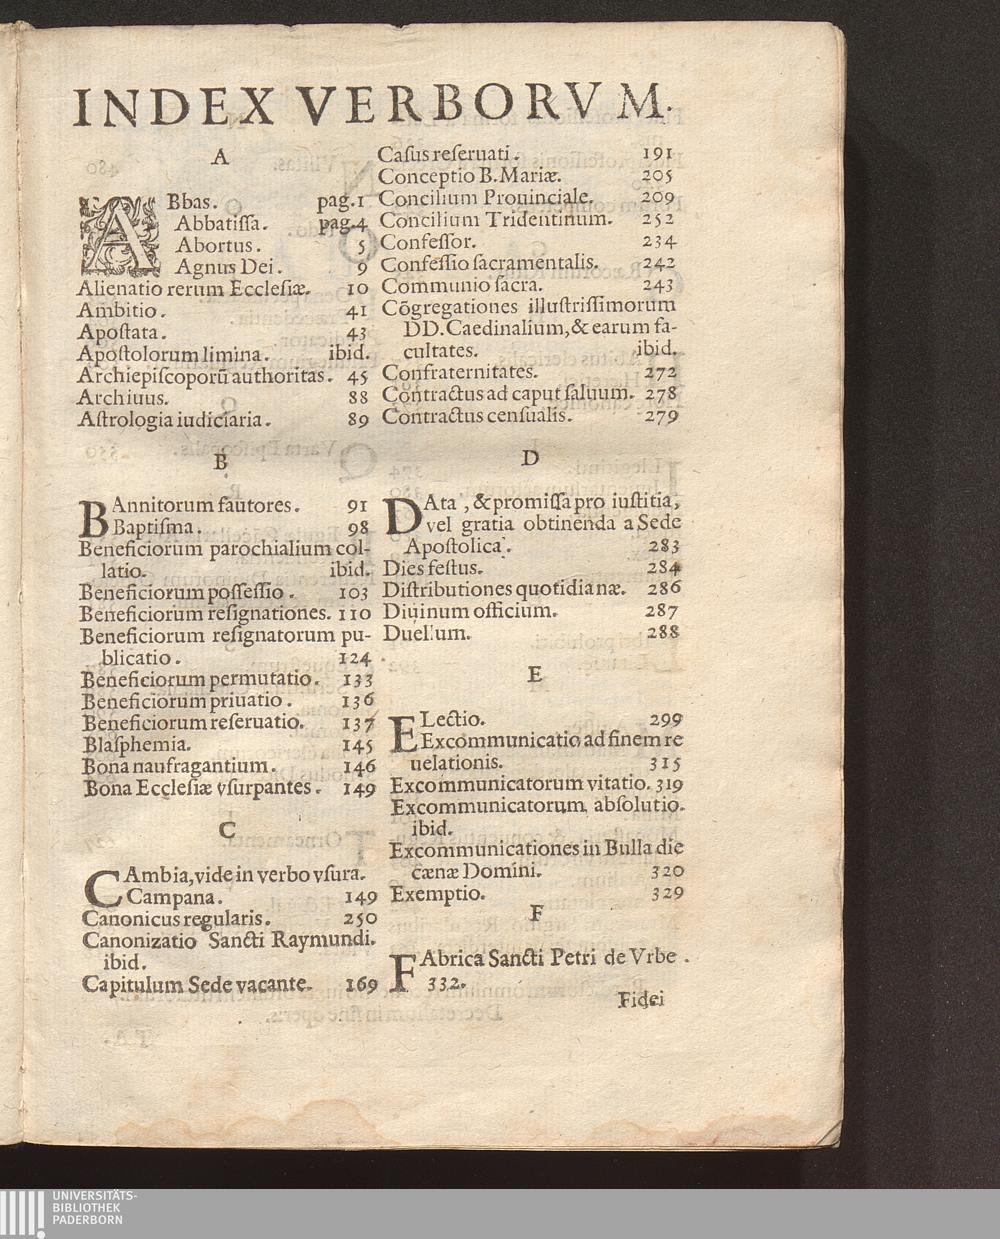 INDEX VERBORVM.
A
ABbas. pag.1
Abbatiſſa. pag.4
Abortus. 5
Agnus Dei. 9
Alienatio rerum Eccleſiæ. 10
Ambitio. 41
Apoſtata. 43
Apoſtolorum limina. ibid.
Archiepiſcoporũ authoritas. 45
Archiuus. 88
Aſtrologia iudiciaria. 89
B
BAnnitorum fautores. 91
Baptiſma. 98
Beneficiorum parochialium col-
latio. ibid.
Beneficiorum poſſeſſio. 103
Beneficiorum reſignationes. 110
Beneficiorum reſignatorum pu-
blicatio. 124
Beneficiorum permutatio. 133
Beneficiorum priuatio. 136
Beneficiorum reſeruatio. 137
Blaſphemia. 145
Bona naufragantium. 146
Bona Eccleſiæ vſurpantes. 149
C
CAmbia, vide in verbo vſura.
Campana. 149
Canonicus regularis. 250
Canonizatio Sancti Raymundi.
ibid.
Capitulum Sede vacante. 169
Caſus reſeruati. 191
Conceptio B. Mariæ. 205
Concilium Prouinciale. 209
Concilium Tridentinum. 252
Confeſſor. 234
Confeſſio ſacramentalis. 242
Communio ſacra. 243
Cõgregationes illuſtriſſimorum
DD. Caedinalium, & earum fa-
cultates. ibid.
Confraternitates. 272
Contractus ad caput ſaluum. 278
Contractus cenſualis. 279
D
DAta, & promiſſa pro iuſtitia,
vel gratia obtinenda a Sede
Apoſtolica. 283
Dies feſtus. 284
Diſtributiones quotidianæ. 286
Diuinum officium. 287
Duellum. 288
E
ELectio. 299
Excommunicatio ad finem re
uelationis. 315
Excommunicatorum vitatio. 319
Excommunicatorum abſolutio.
ibid.
Excommunicationes in Bulla die
cænæ Domini. 320
Exemptio. 329
F
FAbrica Sancti Petri de Vrbe.
332.
Fidei
UNIVERSITÄTS-
BIBLIOTHEK
PADERBORN